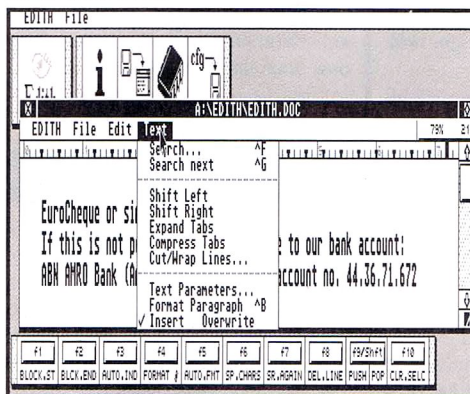 EDITH File
cfg
A:\EDITH\EDITH.DOC
EDITH File Edit Text 79%
Search... ^F
Search next ^G
Shift Left
Shift Right
Expand Tabs
Compress Tabs
Cut/Wrap Lines...
Text Parameters...
Format Paragraph ^B
✓ Insert Overwrite
EuroCheque or
If this is not to our bank account:
ABN AMRO Bank account no. 44.36.71.672
f1 f2 f3 f4 f5 f6 f7 f8 f9/Shft f10
BLOCK.ST BLCK.END AUTO.IND FORMAT AUTO.FMT SP.CHARS SR.AGAIN DEL.LINE PUSH POP CLR.SELC